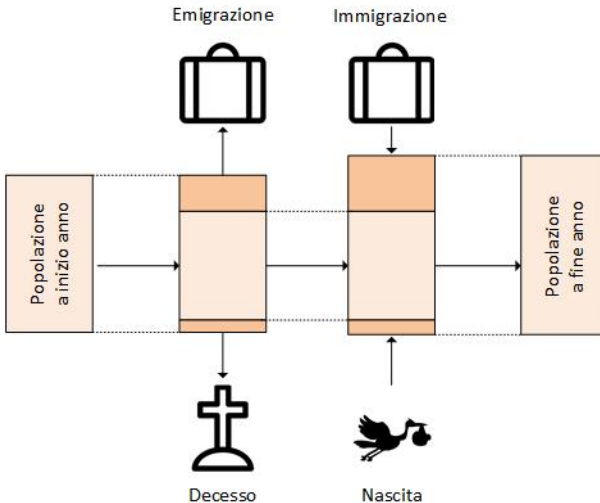 Emigrazione
Immigrazione
Popolazione
a inizio anno
Popolazione
a fine anno
Decesso
Nascita